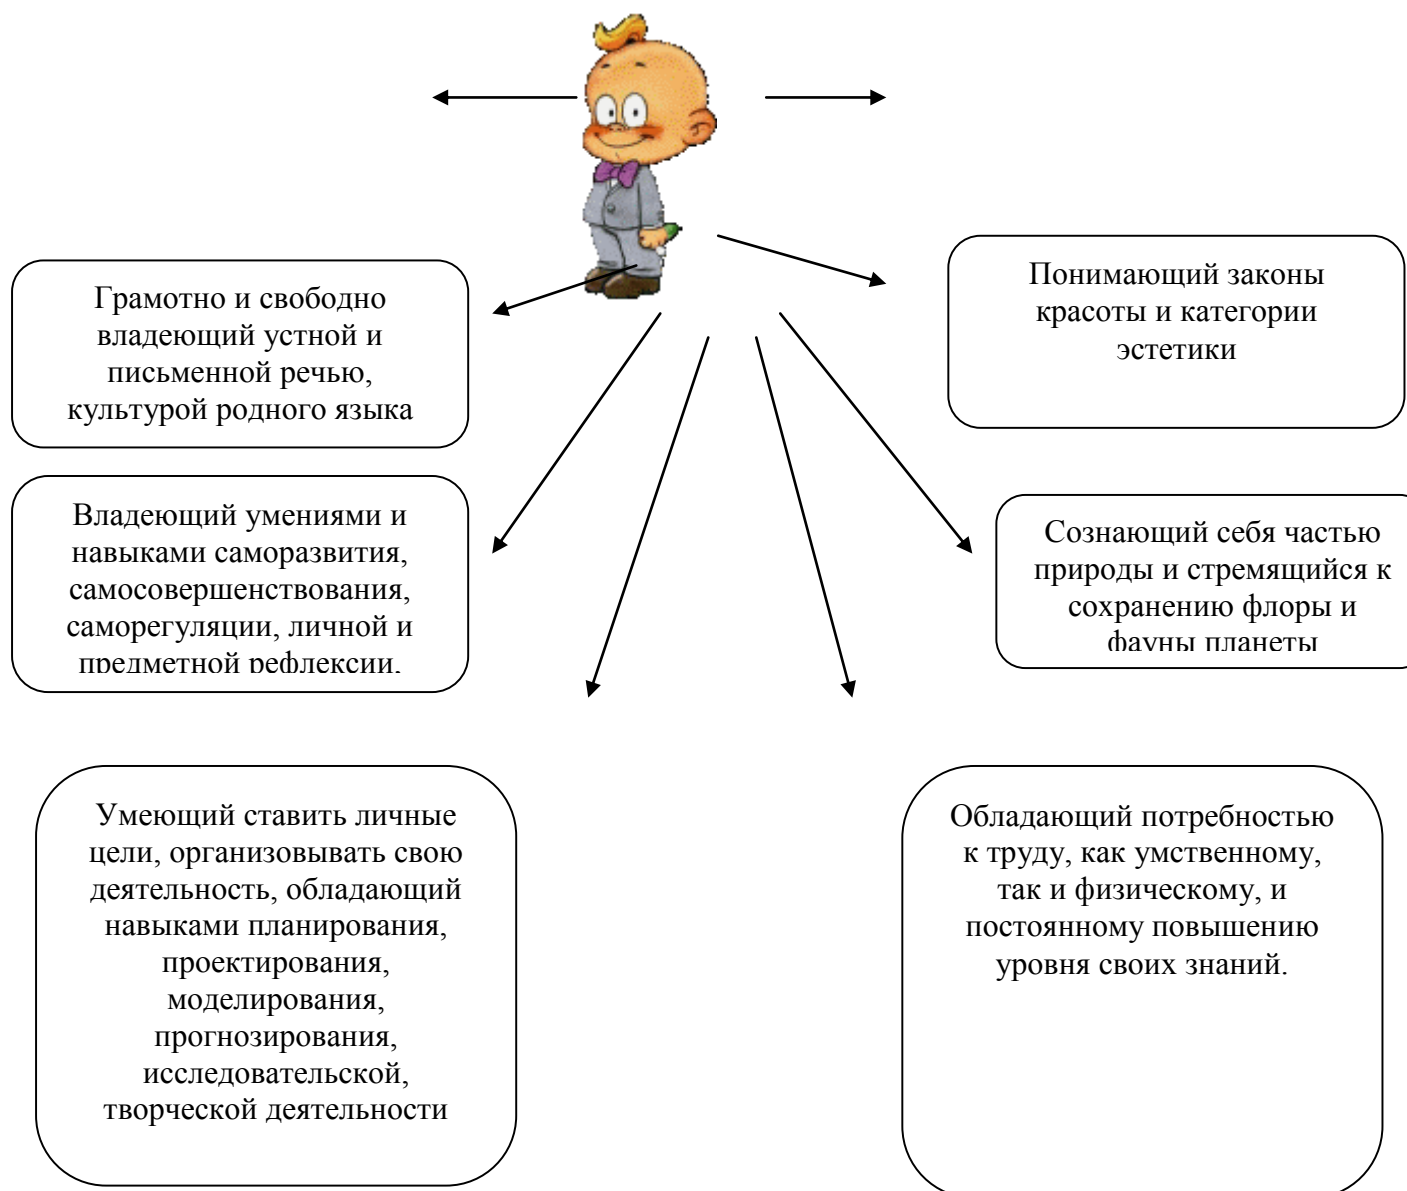 Грамотно и свободно
владеющий устной и
письменной речью,
культурой родного языка
Понимающий законы
красоты и категории
эстетики
Владеющий умениями и
навыками саморазвития,
самосовершенствования,
саморегуляции, личной и
предметной рефлексии.
Сознающий себя частью
природы и стремящийся к
сохранению флоры и
фауны планеты
Умеющий ставить личные
цели, организовывать свою
деятельность, обладающий
навыками планирования,
проектирования,
моделирования,
прогнозирования,
исследовательской,
творческой деятельности
Обладающий потребностью
к труду, как умственному,
так и физическому, и
постоянному повышению
уровня своих знаний.